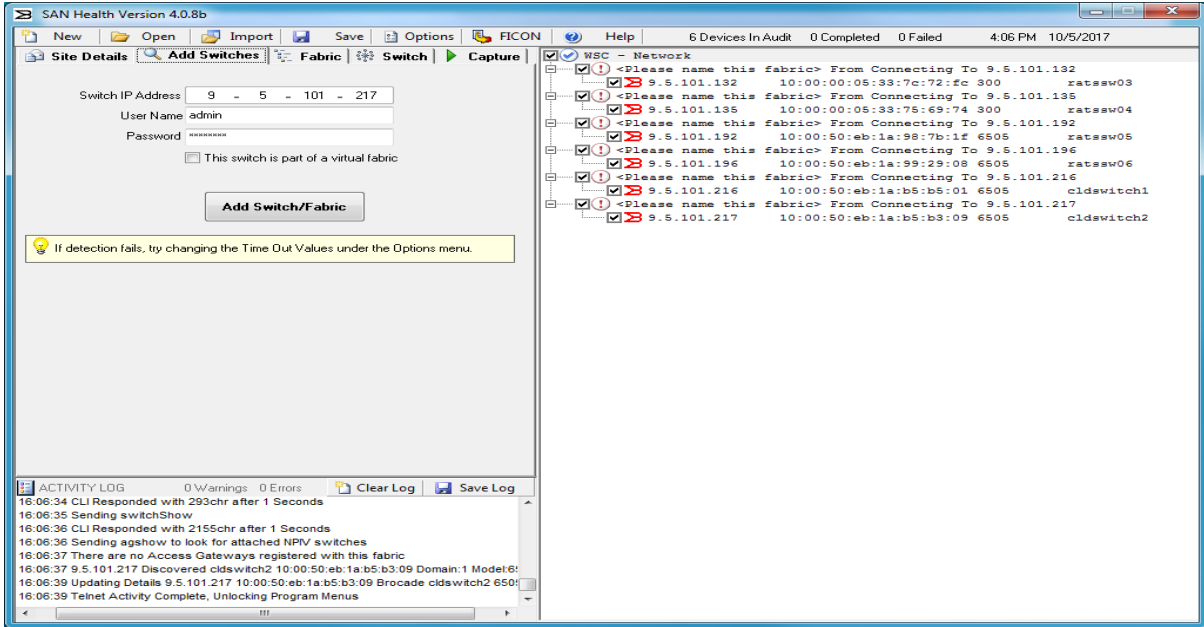 SAN Health Version 4.0.8b
New Open Import Save Options FICON Help 6 Devices In Audit 0 Completed 0 Failed 4:06 PM 10/5/2017
Site Details Add Switches Fabric Switch Capture
Switch IP Address 9 . 5 . 101 . 217
User Name admin
Password ********
This switch is part of a virtual fabric
Add Switch/Fabric
If detection fails, try changing the Time Out Values under the Options menu.
ACTIVITY LOG 0 Warnings 0 Errors Clear Log Save Log
16:06:34 CLI Responded with 293chr after 1 Seconds
16:06:35 Sending switchShow
16:06:36 CLI Responded with 2155chr after 1 Seconds
16:06:36 Sending agshow to look for attached NPIV switches
16:06:37 There are no Access Gateways registered with this fabric
16:06:37 9.5.101.217 Discovered cldswitch2 10:00:50:eb:1a:b5:b3:09 Domain:1 Model:6
16:06:39 Updating Details 9.5.101.217 10:00:50:eb:1a:b5:b3:09 Brocade cldswitch2 650
16:06:39 Telnet Activity Complete, Unlocking Program Menus
WSC - Network
<Please name this fabric> From Connecting To 9.5.101.132
9.5.101.132 10:00:00:05:33:7c:72:fc 300 ratssw03
<Please name this fabric> From Connecting To 9.5.101.135
9.5.101.135 10:00:00:05:33:75:69:74 300 ratssw04
<Please name this fabric> From Connecting To 9.5.101.192
9.5.101.192 10:00:50:eb:1a:98:7b:1f 6505 ratssw05
<Please name this fabric> From Connecting To 9.5.101.196
9.5.101.196 10:00:50:eb:1a:99:29:08 6505 ratssw06
<Please name this fabric> From Connecting To 9.5.101.216
9.5.101.216 10:00:50:eb:1a:b5:b5:01 6505 cldswitch1
<Please name this fabric> From Connecting To 9.5.101.217
9.5.101.217 10:00:50:eb:1a:b5:b3:09 6505 cldswitch2